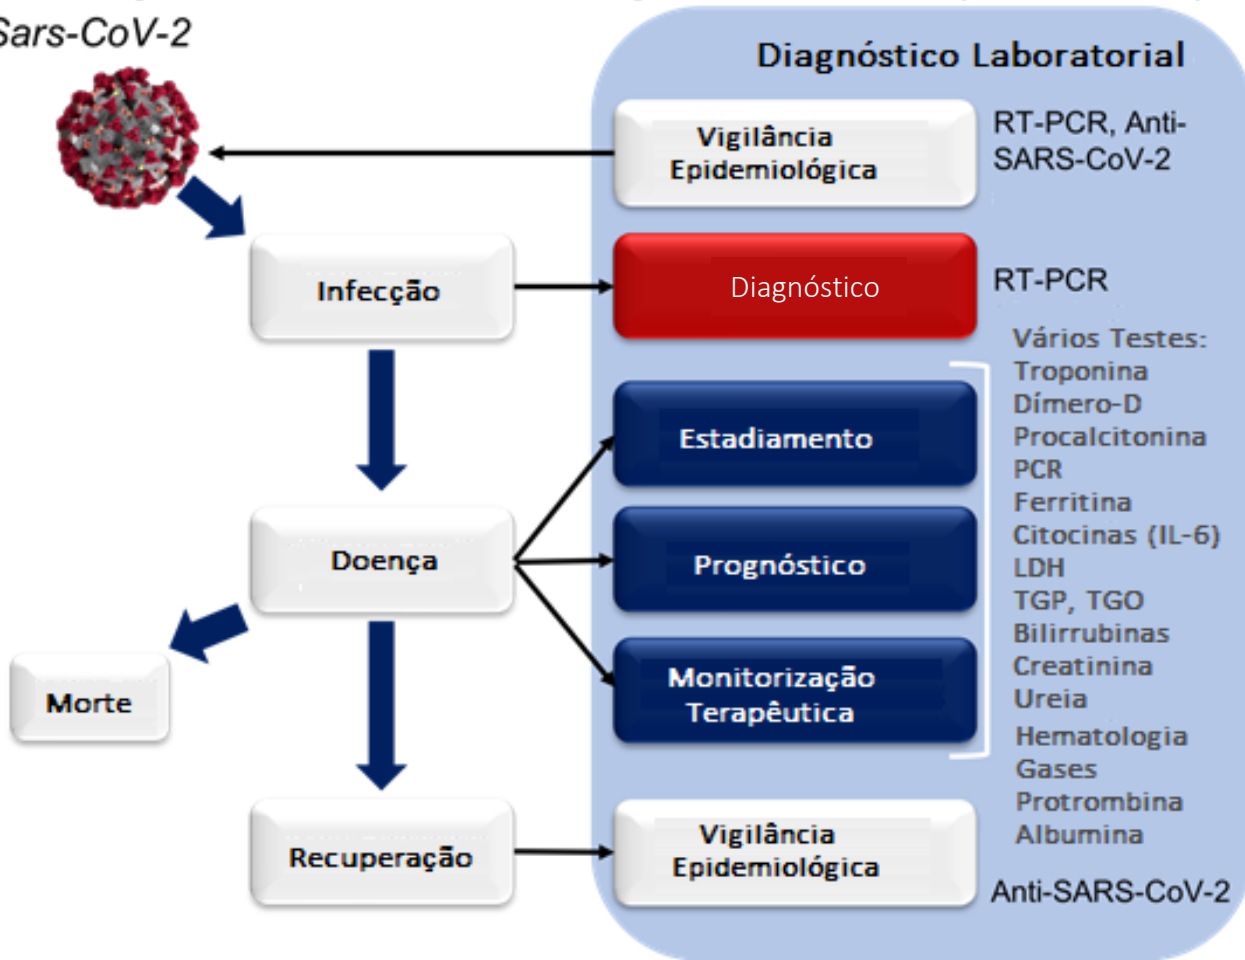 Sars-CoV-2
Diagnóstico Laboratorial
Vigilância
Epidemiológica
RT-PCR, Anti-
SARS-CoV-2
Infecção
Diagnóstico
RT-PCR
Vários Testes:
Troponina
Dímero-D
Procalcitonina
PCR
Ferritina
Citocinas (IL-6)
LDH
TGP, TGO
Bilirrubinas
Creatinina
Ureia
Hematologia
Gases
Protrombina
Albumina
Estadiamento
Doença
Prognóstico
Monitorização
Terapêutica
Morte
Recuperação
Vigilância
Epidemiológica
Anti-SARS-CoV-2